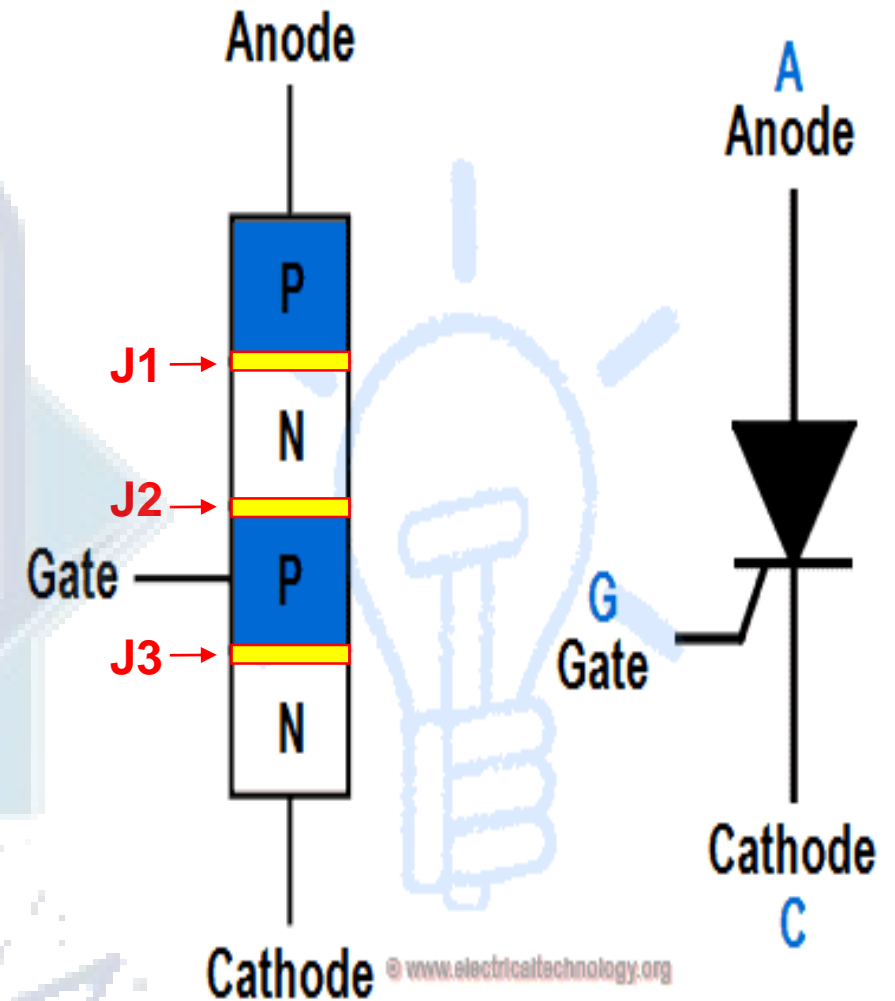 Anode
P
J1
N
J2
Gate
P
J3
N
Cathode
A
Anode
G
Gate
Cathode
C
© www.electricaltechnology.org